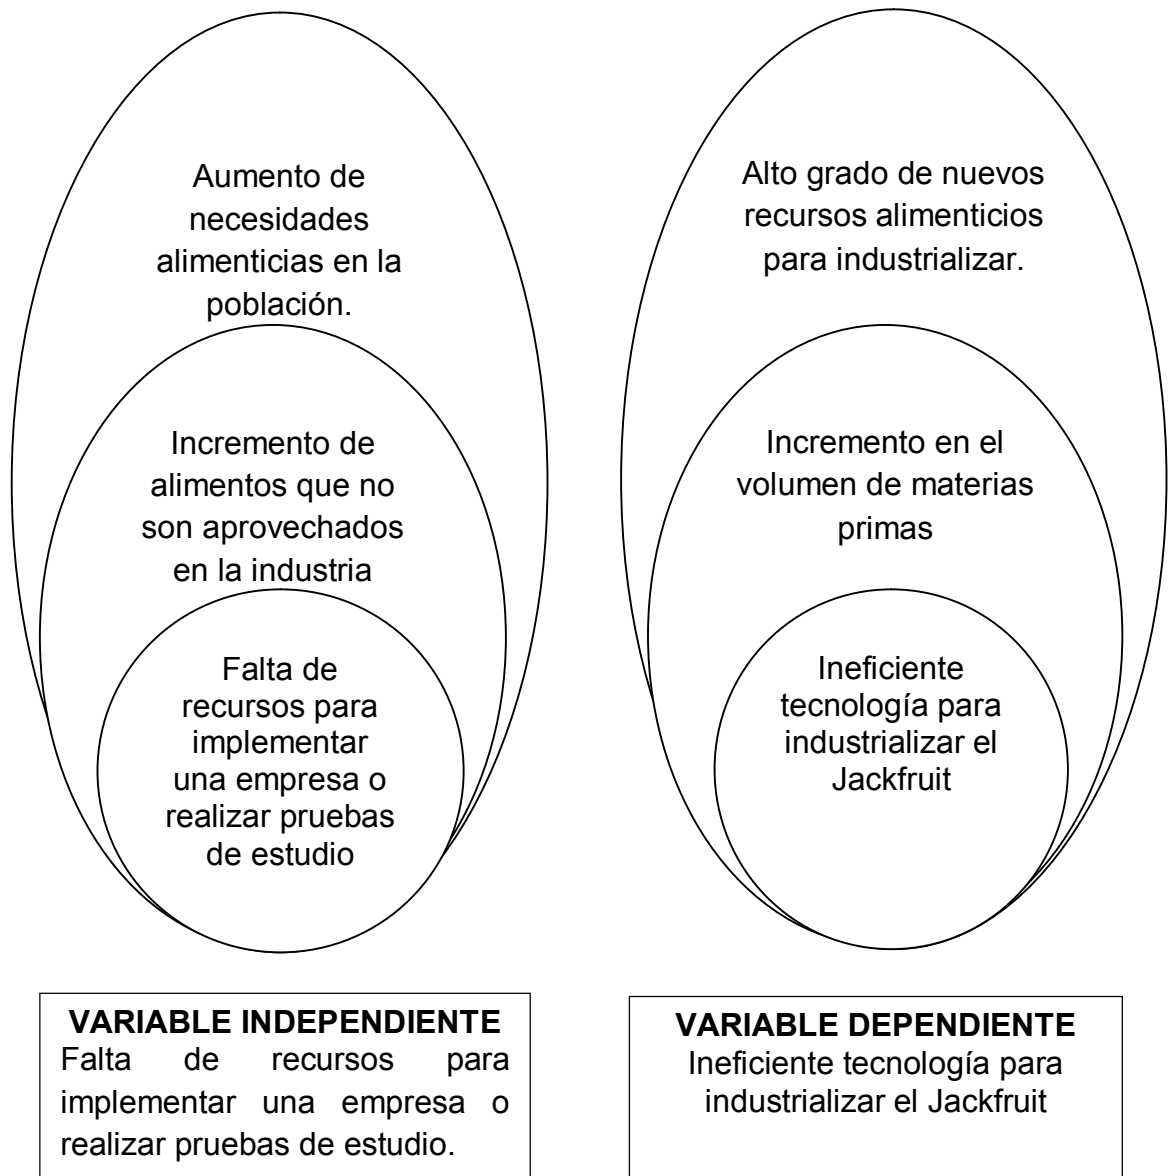 Aumento de
necesidades
alimenticias en la
población.
Incremento de
alimentos que no
son aprovechados
en la industria
Falta de
recursos para
implementar
una empresa o
realizar pruebas
de estudio
VARIABLE INDEPENDIENTE
Falta de recursos para
implementar una empresa o
realizar pruebas de estudio.
Alto grado de nuevos
recursos alimenticios
para industrializar.
Incremento en el
volumen de materias
primas
Ineficiente
tecnología para
industrializar el
Jackfruit
VARIABLE DEPENDIENTE
Ineficiente tecnología para
industrializar el Jackfruit